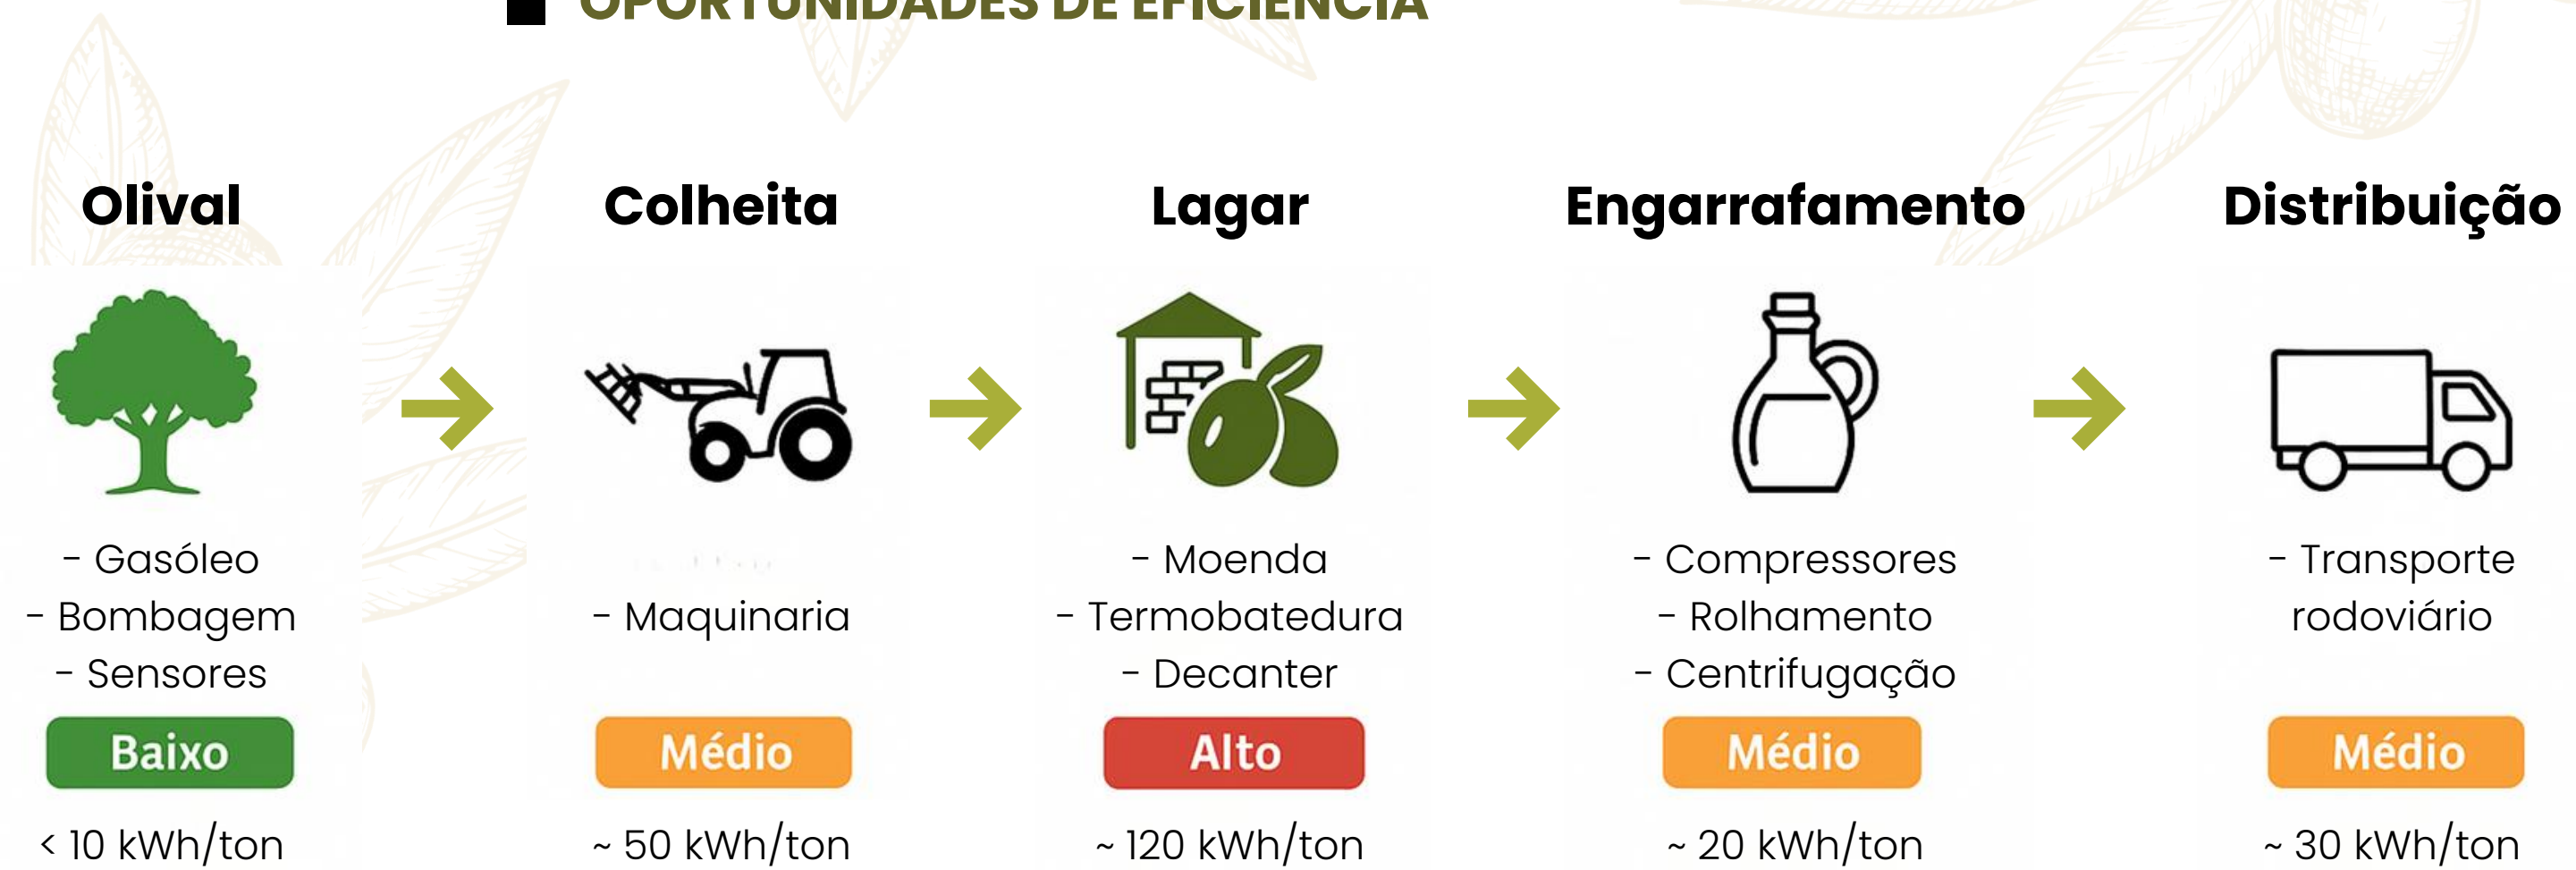 OPORTUNIDADES DE EFICIÊNCIA
Olival
- Gasóleo
- Bombagem
- Sensores
Baixo
< 10 kWh/ton
Colheita
- Maquinaria
Médio
~ 50 kWh/ton
Lagar
- Moenda
- Termobatedura
- Decanter
Alto
~ 120 kWh/ton
Engarrafamento
- Compressores
- Rolhamento
- Centrifugação
Médio
~ 20 kWh/ton
Distribuição
- Transporte
rodoviário
Médio
~ 30 kWh/ton